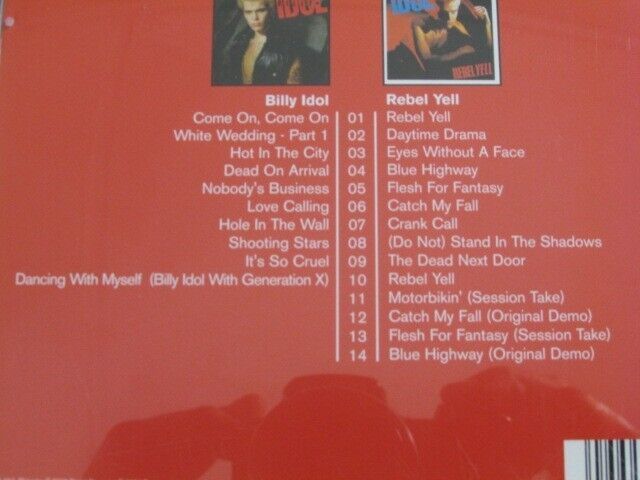 IDOL
IDOL
REBEL YELL
Billy Idol Rebel Yell
Come On, Come On 01 Rebel Yell
White Wedding - Part 1 02 Daytime Drama
Hot In The City 03 Eyes Without A Face
Dead On Arrival 04 Blue Highway
Nobody's Business 05 Flesh For Fantasy
Love Calling 06 Catch My Fall
Hole In The Wall 07 Crank Call
Shooting Stars 08 (Do Not) Stand In The Shadows
It's So Cruel 09 The Dead Next Door
Dancing With Myself (Billy Idol With Generation X) 10 Rebel Yell
11 Motorbikin' (Session Take)
12 Catch My Fall (Original Demo)
13 Flesh For Fantasy (Session Take)
14 Blue Highway (Original Demo)